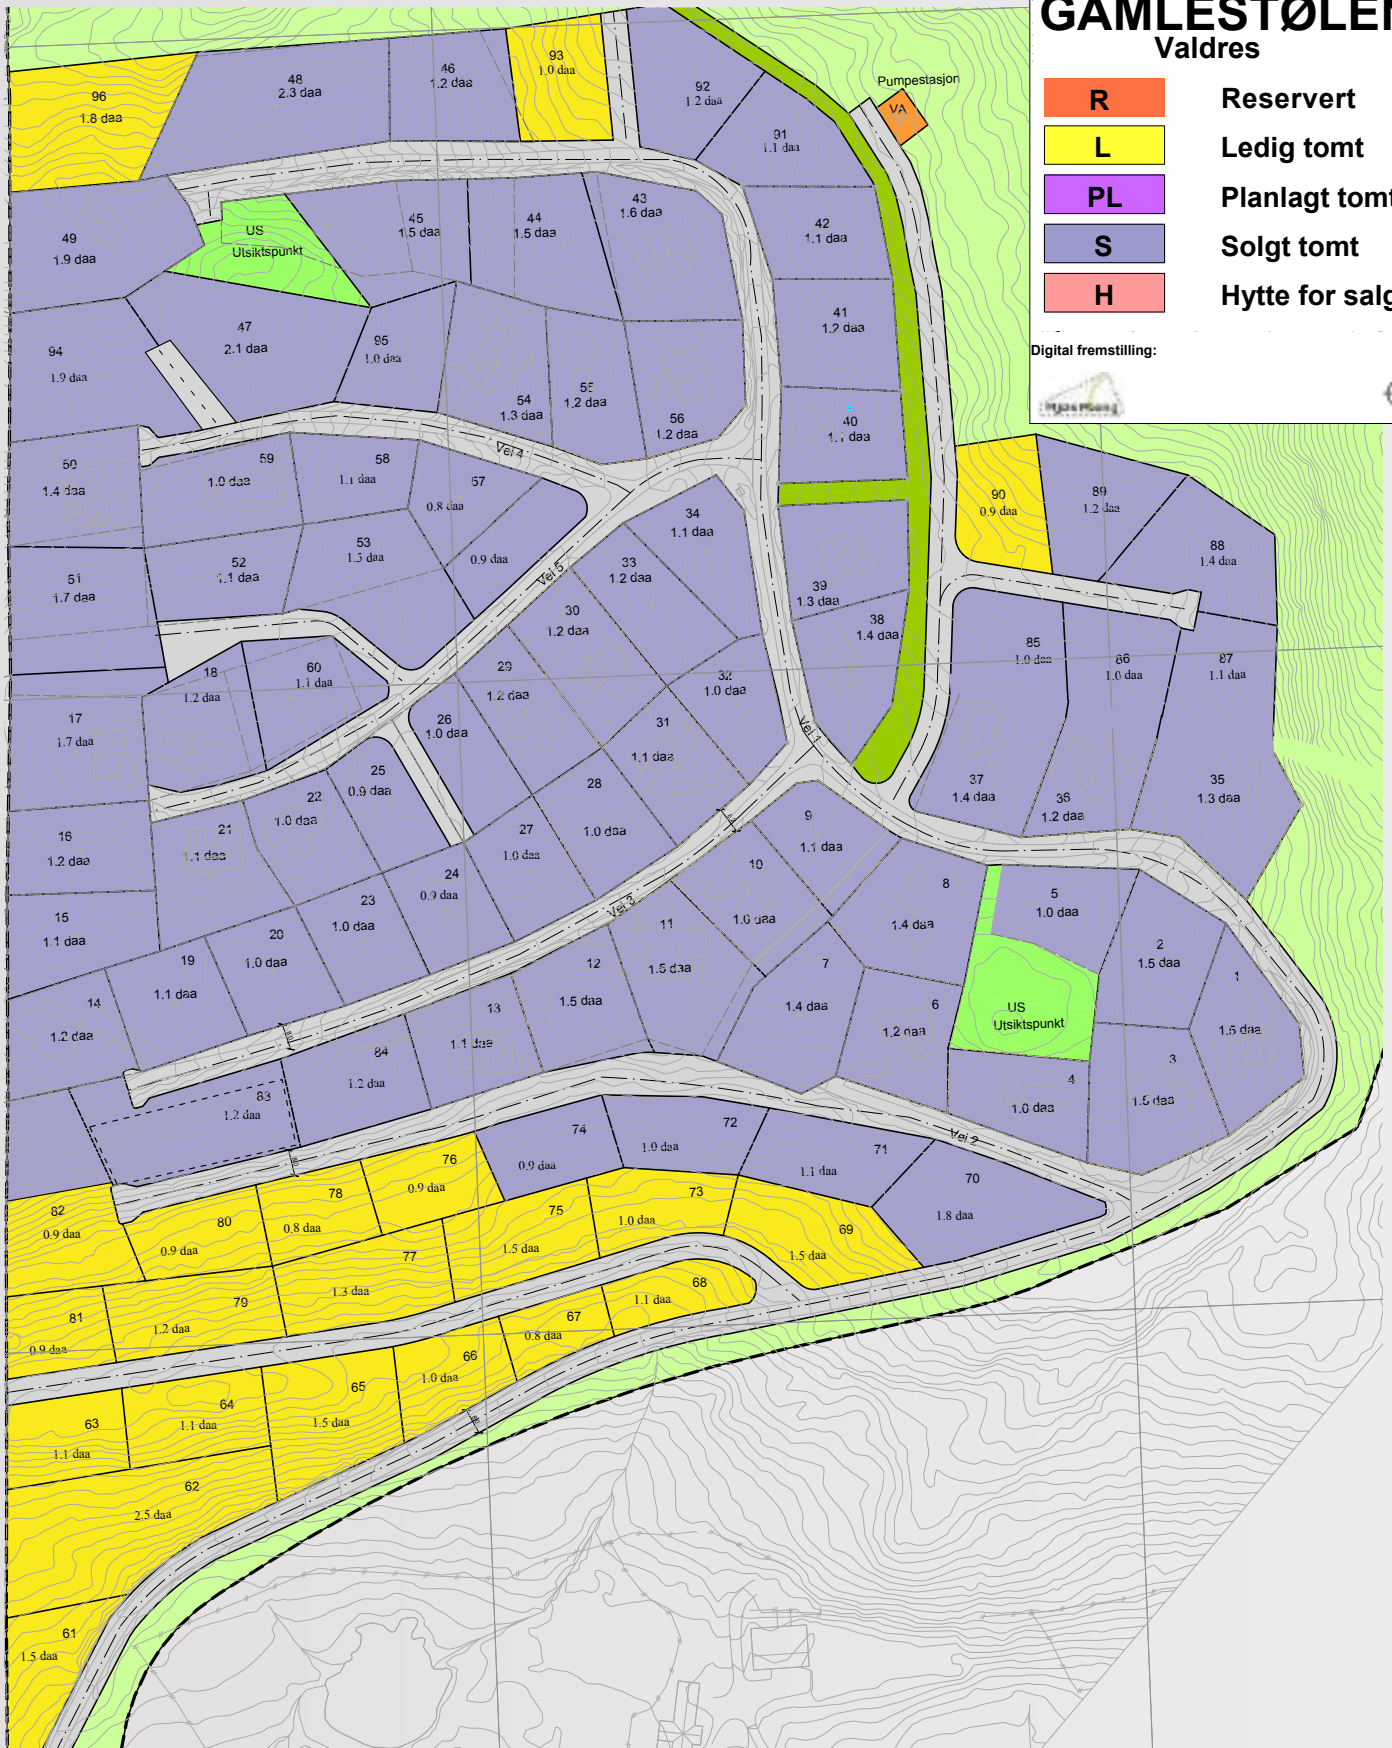 GAMLESTØLEN
Valdres
R Reservert
L Ledig tomt
PL Planlagt tomt
S Solgt tomt
H Hytte for salg
Digital fremstilling:
Pumpestasjon
VA
96
1.8 daa
48
2.3 daa
46
1.2 daa
93
1.0 daa
92
1.2 daa
91
1.1 daa
49
1.9 daa
US
Utsiktspunkt
45
1.5 daa
44
1.5 daa
43
1.6 daa
42
1.1 daa
94
1.9 daa
47
2.1 daa
95
1.0 daa
54
1.3 daa
55
1.2 daa
56
1.2 daa
41
1.2 daa
40
1.1 daa
50
1.4 daa
59
1.0 daa
58
1.1 daa
57
0.8 daa
Vei 4
34
1.1 daa
90
0.9 daa
89
1.2 daa
88
1.4 daa
51
1.7 daa
52
1.1 daa
53
1.5 daa
0.9 daa
Vei 5
33
1.2 daa
30
1.2 daa
39
1.3 daa
38
1.4 daa
85
1.0 daa
86
1.0 daa
87
1.1 daa
17
1.7 daa
18
1.2 daa
60
1.1 daa
29
1.2 daa
32
1.0 daa
26
1.0 daa
31
1.1 daa
Vei 1
16
1.2 daa
21
1.1 daa
22
1.0 daa
25
0.9 daa
28
1.0 daa
27
1.0 daa
37
1.4 daa
36
1.2 daa
35
1.3 daa
9
1.1 daa
10
1.0 daa
8
1.4 daa
5
1.0 daa
15
1.1 daa
19
1.1 daa
20
1.0 daa
23
1.0 daa
24
0.9 daa
Vei 3
11
1.5 daa
12
1.5 daa
7
1.4 daa
6
1.2 daa
US
Utsiktspunkt
2
1.5 daa
1
1.5 daa
14
1.2 daa
13
1.1 daa
84
1.2 daa
83
1.2 daa
4
1.0 daa
3
1.5 daa
Vei 2
82
0.9 daa
80
0.9 daa
78
0.8 daa
76
0.9 daa
74
0.9 daa
72
1.0 daa
71
1.1 daa
70
1.8 daa
81
0.9 daa
79
1.2 daa
77
1.3 daa
75
1.5 daa
73
1.0 daa
69
1.5 daa
68
1.1 daa
67
0.8 daa
66
1.0 daa
65
1.5 daa
64
1.1 daa
63
1.1 daa
62
2.5 daa
61
1.5 daa